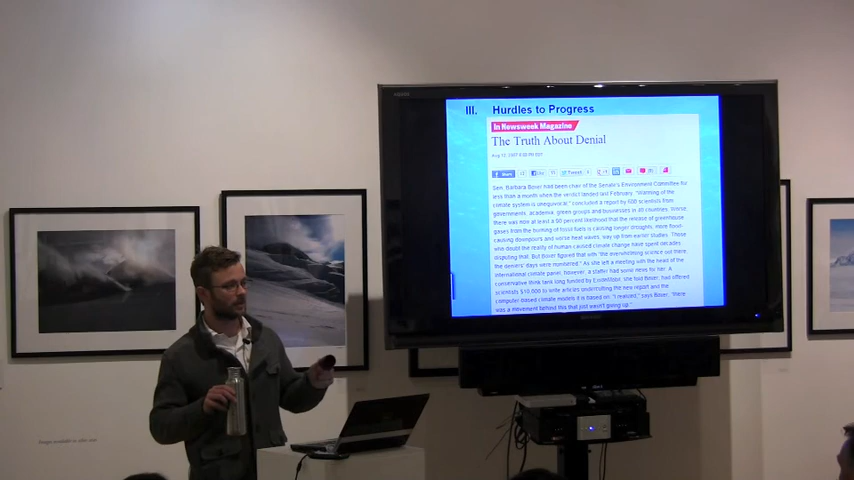 III. Hurdles to Progress
In Newsweek Magazine
The Truth About Denial
Share
Tweet
Sen. Barbara Boxer had been chair of the Senate's Environment Committee for
less than a month when the verdict landed last February. "Warming of the
climate system is unequivocal," concluded a report by 600 scientists from
governments, academia, green groups and businesses in 40 countries. Worse,
there was now at least a 90 percent likelihood that the release of greenhouse
gases from the burning of fossil fuels is causing longer droughts, more flood-
causing downpours and worse heat waves, way up from earlier studies. Those
who doubt the reality of human-caused climate change have spent decades
disputing that. But Boxer figured that with "the overwhelming science out there,
the deniers' days were numbered." As she left a meeting with the head of the
international climate panel, however, a staffer had some news for her. A
conservative think tank long funded by ExxonMobil, she told Boxer, had offered
scientists $10,000 to write articles undercutting the new report and the
computer-based climate models it is based on. "I realized," says Boxer, "there
was a movement behind this that just wasn't giving up."